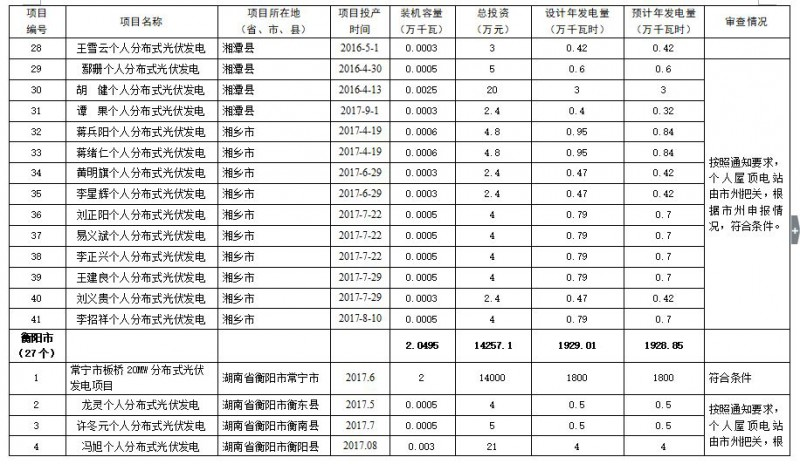 项目编号 项目名称 项目所在地（省、市、县） 项目投产时间 装机容量（万千瓦） 总投资（万元） 设计年发电量（万千瓦时） 预计年发电量（万千瓦时） 审查情况
28 王雪云个人分布式光伏发电 湘潭县 2016-5-1 0.0003 3 0.42 0.42
29 鄢珊个人分布式光伏发电 湘潭县 2016-4-30 0.0005 5 0.6 0.6
30 胡 健个人分布式光伏发电 湘潭县 2016-4-13 0.0025 20 3 3
31 谭 果个人分布式光伏发电 湘潭县 2017-9-1 0.0003 2.4 0.4 0.32
32 蒋兵阳个人分布式光伏发电 湘乡市 2017-4-19 0.0006 4.8 0.95 0.84
33 蒋绪仁个人分布式光伏发电 湘乡市 2017-4-19 0.0006 4.8 0.95 0.84
34 黄明旗个人分布式光伏发电 湘乡市 2017-6-29 0.0003 2.4 0.47 0.42
35 李星辉个人分布式光伏发电 湘乡市 2017-6-29 0.0003 2.4 0.47 0.42
36 刘正阳个人分布式光伏发电 湘乡市 2017-7-22 0.0005 4 0.79 0.7
37 易义斌个人分布式光伏发电 湘乡市 2017-7-22 0.0005 4 0.79 0.7
38 李正兴个人分布式光伏发电 湘乡市 2017-7-22 0.0005 4 0.79 0.7
39 王建良个人分布式光伏发电 湘乡市 2017-7-29 0.0005 4 0.79 0.7
40 刘义贵个人分布式光伏发电 湘乡市 2017-7-29 0.0003 2.4 0.47 0.42
41 李招祥个人分布式光伏发电 湘乡市 2017-8-10 0.0005 4 0.79 0.7
按照通知要求，
个人屋顶电站
由市州把关，根
据市州申报情
况，符合条件。
衡阳市（27个） 2.0495 14257.1 1929.01 1928.85
1 常宁市板桥20MW分布式光伏发电项目 湖南省衡阳市常宁市 2017.6 2 14000 1800 1800 符合条件
2 龙灵个人分布式光伏发电 湖南省衡阳市衡东县 2017.5 0.0005 4 0.5 0.5
3 许冬元个人分布式光伏发电 湖南省衡阳市衡南县 2017.7 0.0005 5 0.5 0.5
4 冯旭个人分布式光伏发电 湖南省衡阳市衡阳县 2017.08 0.003 21 4 4
按照通知要求，
个人屋顶电站
由市州把关，根